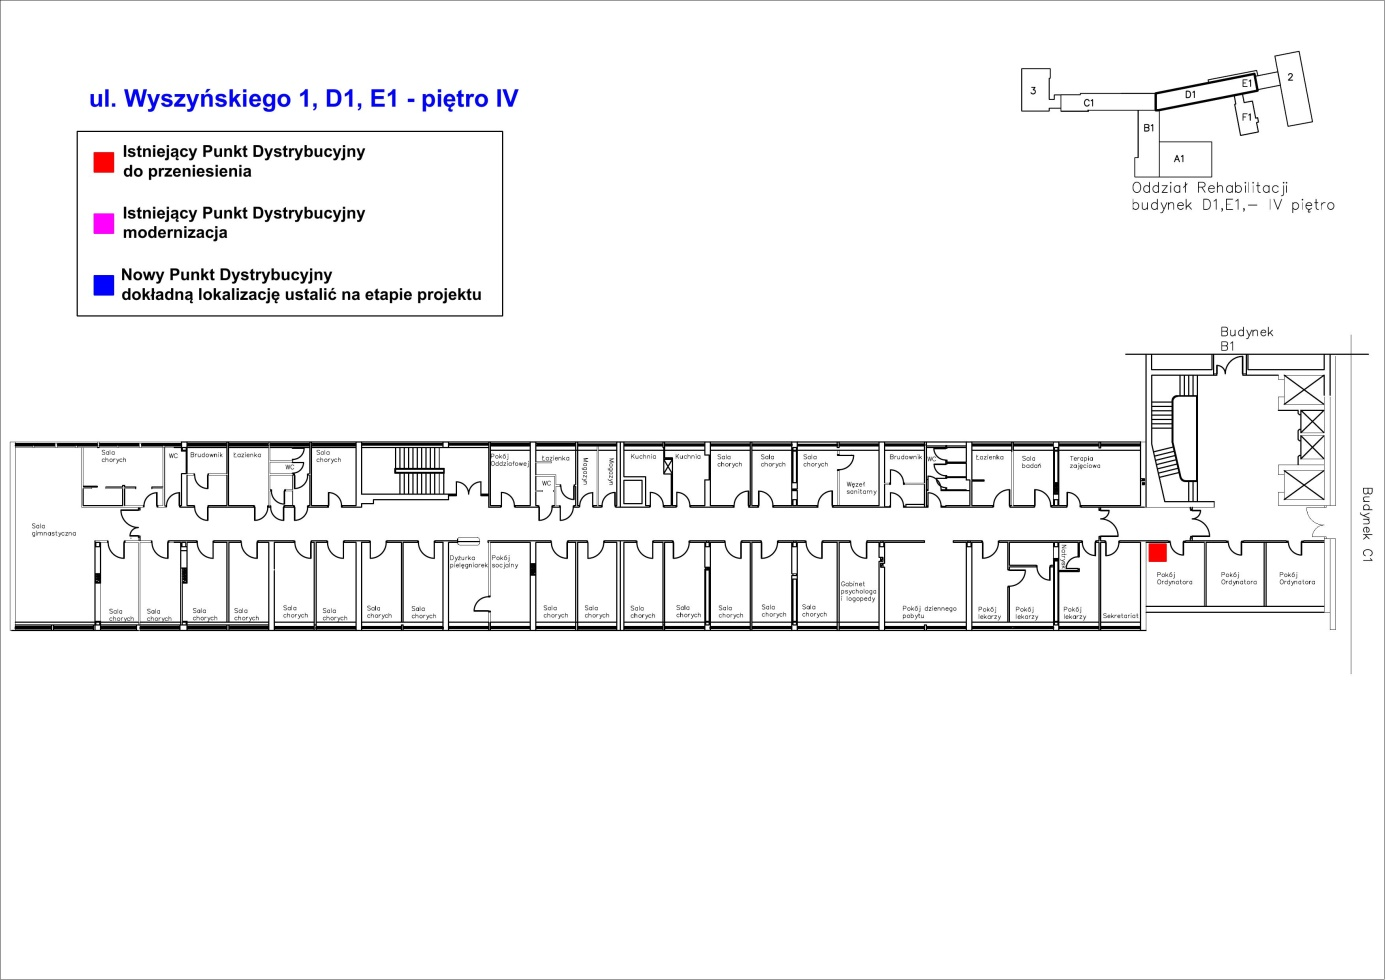 ul. Wyszyńskiego 1, D1, E1 - piętro IV
Istniejący Punkt Dystrybucyjny
do przeniesienia
Istniejący Punkt Dystrybucyjny
modernizacja
Nowy Punkt Dystrybucyjny
dokładną lokalizację ustalić na etapie projektu
3
C1
D1
E1
2
B1
F1
A1
Oddział Rehabilitacji
budynek D1,E1,– IV piętro
Budynek
B1
Budynek C1
Sala
chorych
WC
Brudownik
Łazienka
WC
Sala
chorych
Pokój
Oddziałowej
Łazienka
WC
Magazyn
Magazyn
Kuchnia
Kuchnia
Sala
chorych
Sala
chorych
Sala
chorych
Węzeł
sanitarny
Brudownik
WC
Łazienka
Sala
badań
Terapia
zajęciowa
Sala
gimnastyczna
Sala
chorych
Sala
chorych
Sala
chorych
Sala
chorych
Sala
chorych
Sala
chorych
Sala
chorych
Sala
chorych
Dyżurka
pielęgniarek
Pokój
socjalny
Sala
chorych
Sala
chorych
Sala
chorych
Sala
chorych
Sala
chorych
Sala
chorych
Sala
chorych
Gabinet
psychologa
i logopedy
Pokój dziennego
pobytu
Pokój
lekarzy
Pokój
lekarzy
Natryski
Pokój
lekarzy
Sekretariat
Pokój
Ordynatora
Pokój
Ordynatora
Pokój
Ordynatora